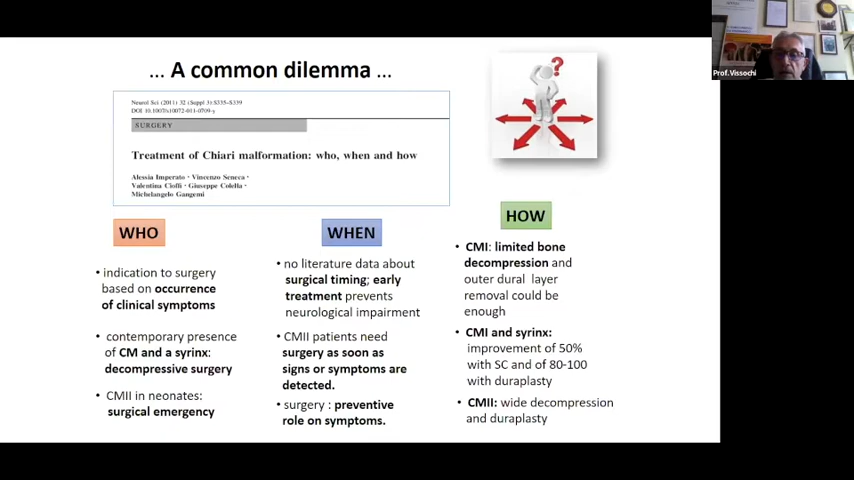 ... A common dilemma ...
Neurol Sci (2011) 32 (Suppl 3):S335–S339
DOI 10.1007/s10072-011-0709-y
SURGERY
Treatment of Chiari malformation: who, when and how
Alessia Imperato · Vincenzo Seneca ·
Valentina Cioffi · Giuseppe Colella ·
Michelangelo Gangemi
?
Prof.Vissochi
WHO
• indication to surgery
based on occurrence
of clinical symptoms
• contemporary presence
of CM and a syrinx:
decompressive surgery
• CMII in neonates:
surgical emergency
WHEN
• no literature data about
surgical timing; early
treatment prevents
neurological impairment
• CMII patients need
surgery as soon as
signs or symptoms are
detected.
• surgery : preventive
role on symptoms.
HOW
• CMI: limited bone
decompression and
outer dural layer
removal could be
enough
• CMI and syrinx:
improvement of 50%
with SC and of 80-100
with duraplasty
• CMII: wide decompression
and duraplasty